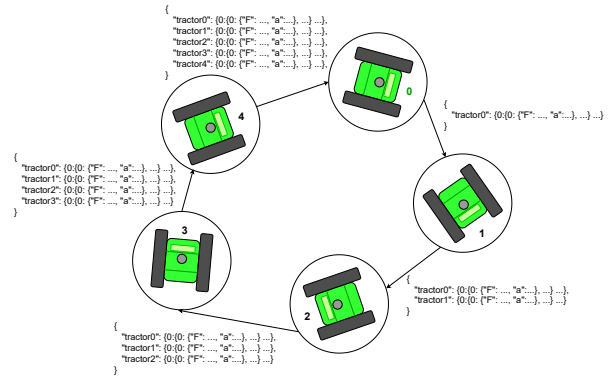 {
"tractor0": {0:{0: {"F": ..., "a":...}, ...} ...},
"tractor1": {0:{0: {"F": ..., "a":...}, ...} ...},
"tractor2": {0:{0: {"F": ..., "a":...}, ...} ...},
"tractor3": {0:{0: {"F": ..., "a":...}, ...} ...},
"tractor4": {0:{0: {"F": ..., "a":...}, ...} ...},
}
0
{
"tractor0": {0:{0: {"F": ..., "a":...}, ...} ...}
}
4
{
"tractor0": {0:{0: {"F": ..., "a":...}, ...} ...},
"tractor1": {0:{0: {"F": ..., "a":...}, ...} ...},
"tractor2": {0:{0: {"F": ..., "a":...}, ...} ...},
"tractor3": {0:{0: {"F": ..., "a":...}, ...} ...}
}
3
1
{
"tractor0": {0:{0: {"F": ..., "a":...}, ...} ...},
"tractor1": {0:{0: {"F": ..., "a":...}, ...} ...}
}
2
{
"tractor0": {0:{0: {"F": ..., "a":...}, ...} ...},
"tractor1": {0:{0: {"F": ..., "a":...}, ...} ...},
"tractor2": {0:{0: {"F": ..., "a":...}, ...} ...}
}